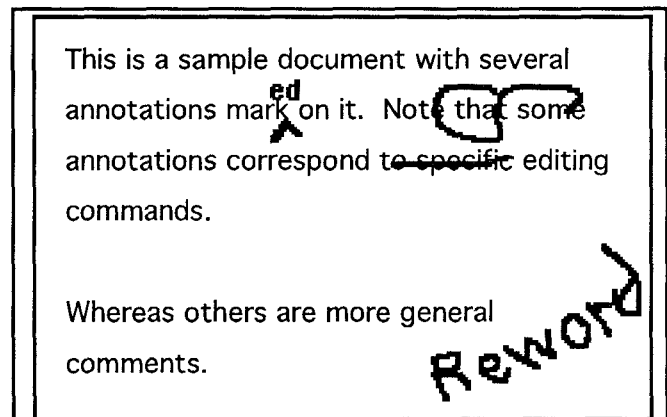 This is a sample document with several
ed
annotations mark on it. Note that some
annotations correspond to specific editing
commands.
Whereas others are more general
comments.
Reword